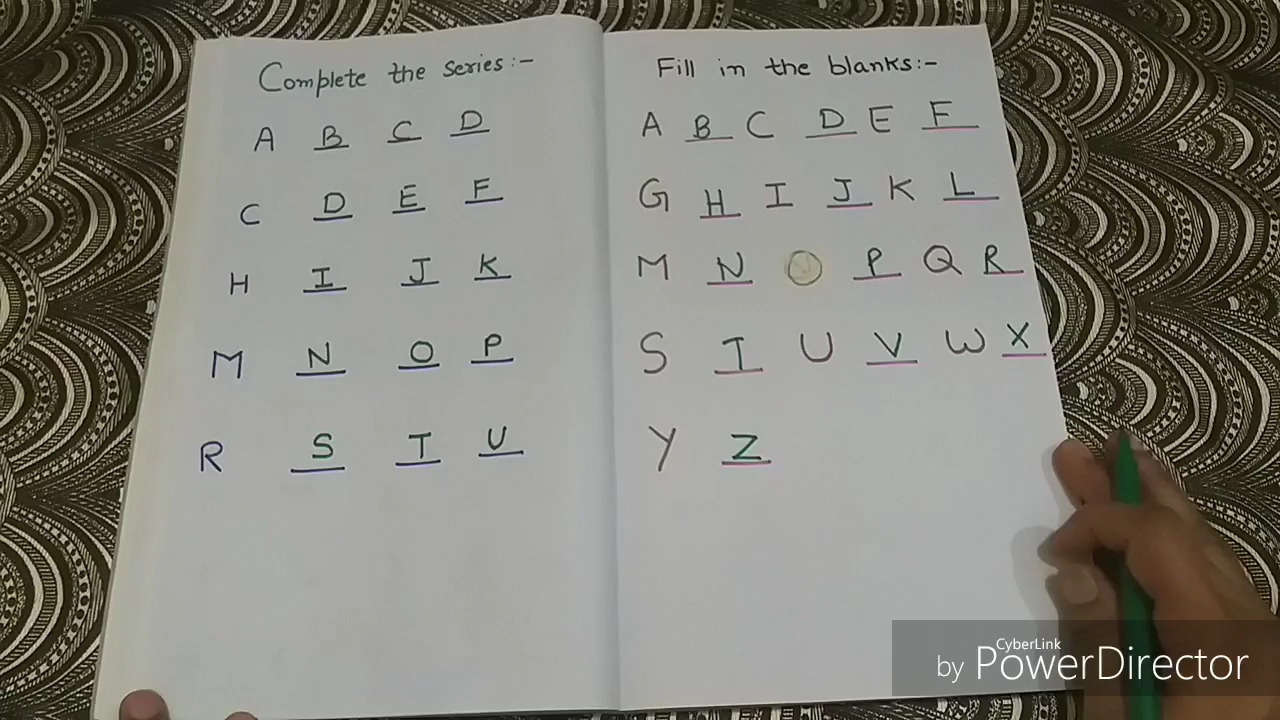 Complete the series:-
A B C D
C D E F
H I J K
M N O P
R S T U
Fill in the blanks:-
A B C D E F
G H I J K L
M N O P Q R
S T U V W X
Y Z
CyberLink
by PowerDirector